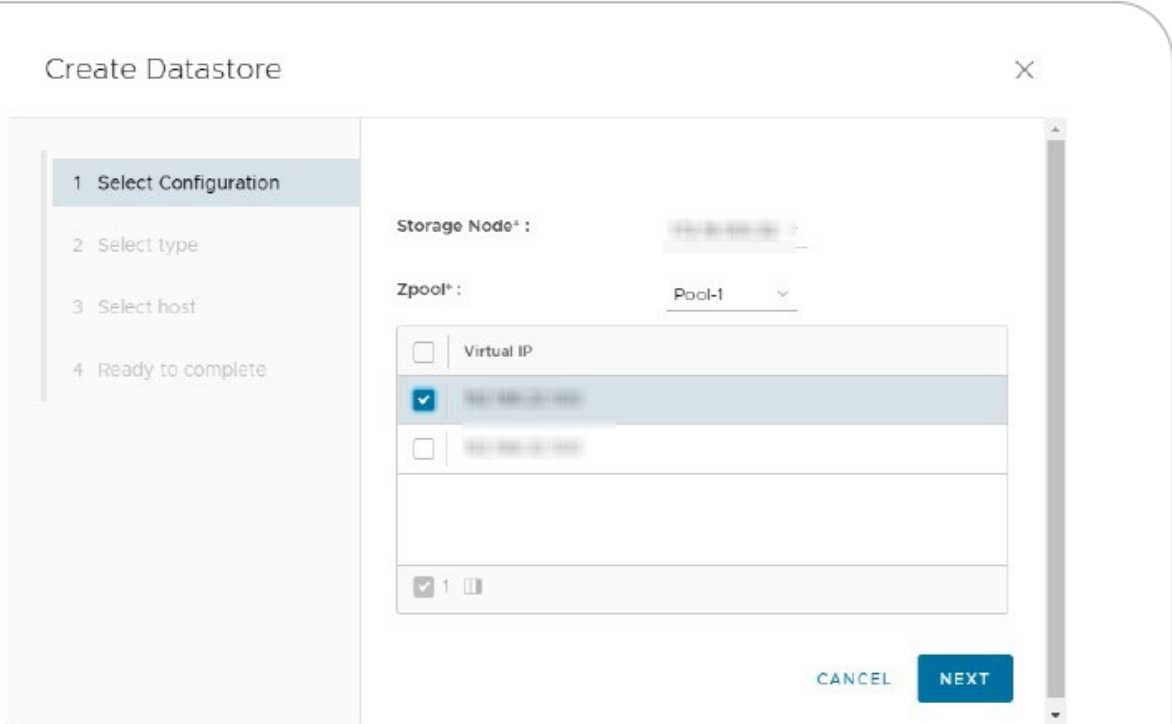 Create Datastore
1 Select Configuration
2 Select type
3 Select host
4 Ready to complete
Storage Node* :
Zpool* :
Pool-1
Virtual IP
1
CANCEL
NEXT